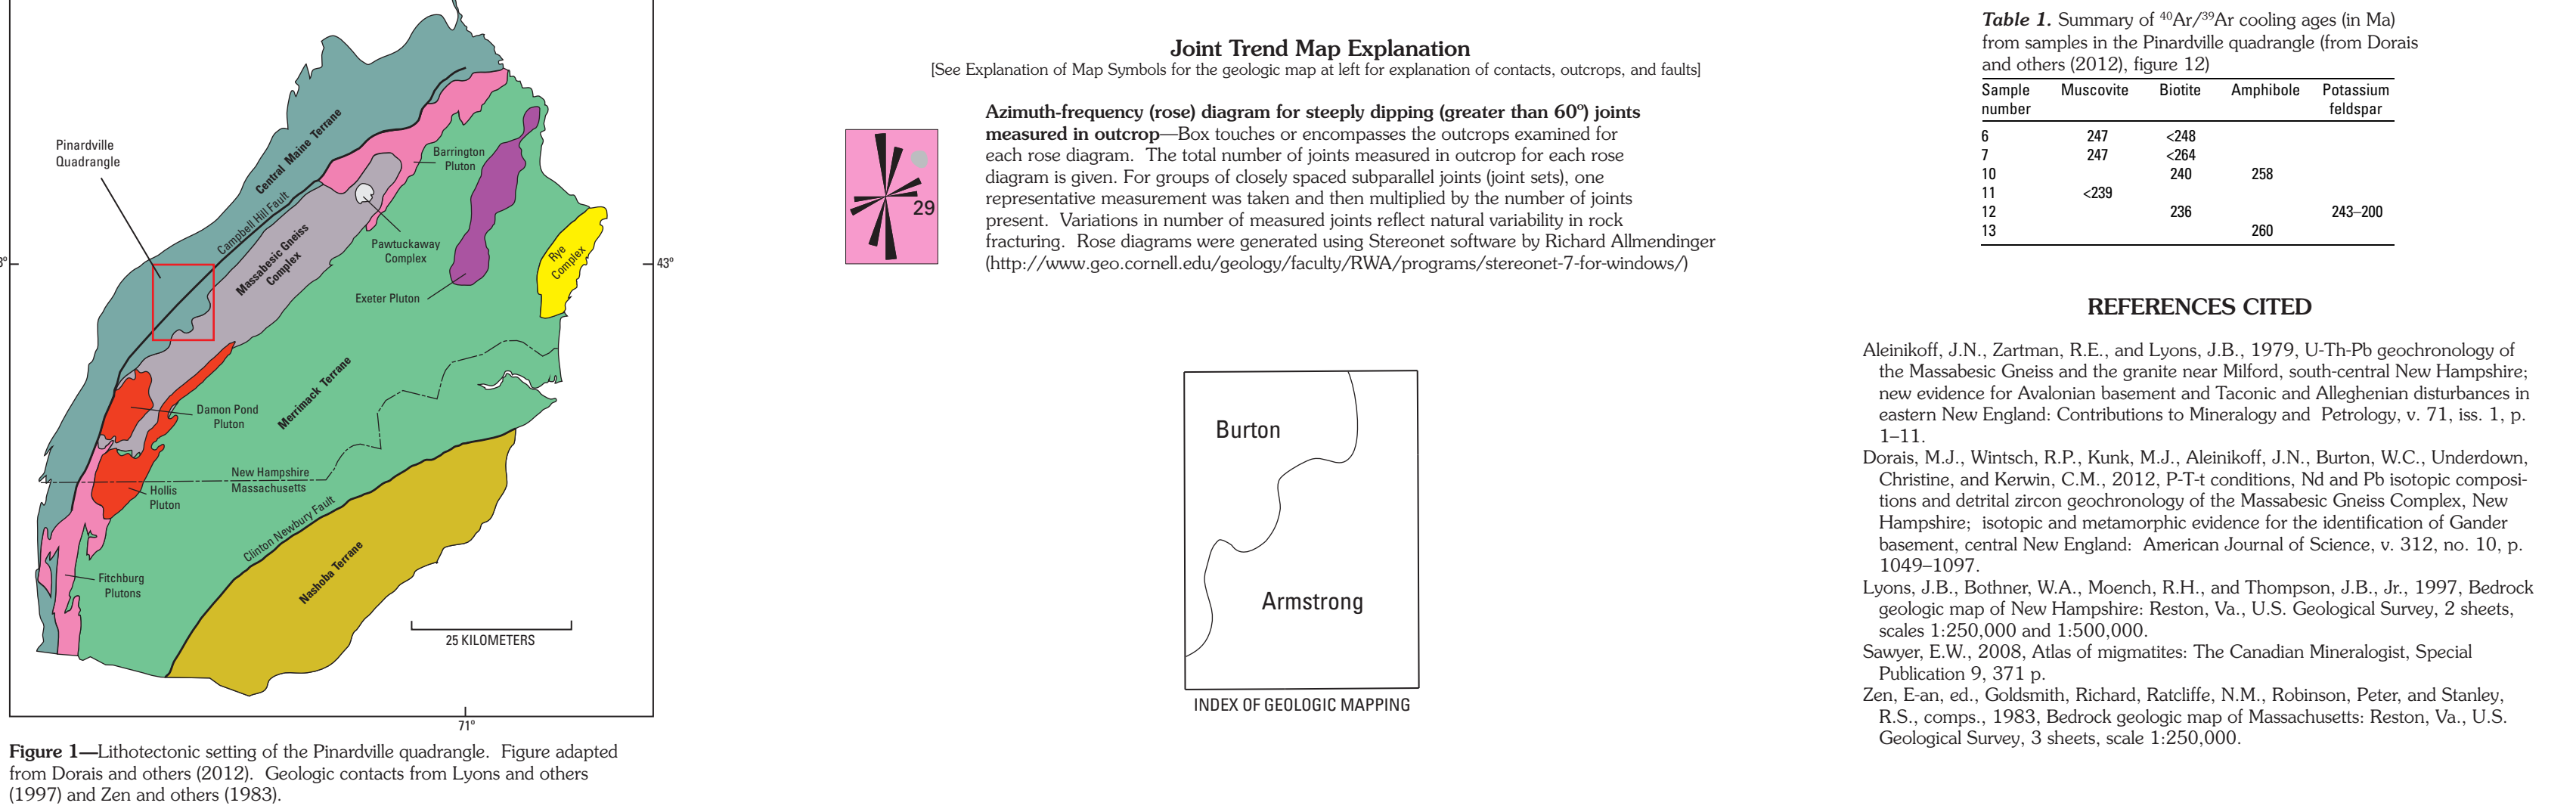 Pinardville
Quadrangle
Central Maine Terrane
Campbell Hill Fault
Massabesic Gneiss
Complex
Barrington
Pluton
Pawtuckaway
Complex
Exeter Pluton
Rye
Complex
43º
Merrimack Terrane
Damon Pond
Pluton
New Hampshire
Massachusetts
Hollis
Pluton
Clinton Newbury Fault
Nashoba Terrane
Fitchburg
Plutons
25 KILOMETERS
71º
Figure 1—Lithotectonic setting of the Pinardville quadrangle. Figure adapted
from Dorais and others (2012). Geologic contacts from Lyons and others
(1997) and Zen and others (1983).
Joint Trend Map Explanation
[See Explanation of Map Symbols for the geologic map at left for explanation of contacts, outcrops, and faults]
29
Azimuth-frequency (rose) diagram for steeply dipping (greater than 60º) joints
measured in outcrop—Box touches or encompasses the outcrops examined for
each rose diagram. The total number of joints measured in outcrop for each rose
diagram is given. For groups of closely spaced subparallel joints (joint sets), one
representative measurement was taken and then multiplied by the number of joints
present. Variations in number of measured joints reflect natural variability in rock
fracturing. Rose diagrams were generated using Stereonet software by Richard Allmendinger
(http://www.geo.cornell.edu/geology/faculty/RWA/programs/stereonet-7-for-windows/)
Burton
Armstrong
INDEX OF GEOLOGIC MAPPING
Table 1. Summary of ⁴⁰Ar/³⁹Ar cooling ages (in Ma)
from samples in the Pinardville quadrangle (from Dorais
and others (2012), figure 12)
Sample Muscovite Biotite Amphibole Potassium
number feldspar
6 247 <248
7 247 <264
10 240 258
11 <239
12 236 243–200
13 260
REFERENCES CITED
Aleinikoff, J.N., Zartman, R.E., and Lyons, J.B., 1979, U-Th-Pb geochronology of
the Massabesic Gneiss and the granite near Milford, south-central New Hampshire;
new evidence for Avalonian basement and Taconic and Alleghenian disturbances in
eastern New England: Contributions to Mineralogy and Petrology, v. 71, iss. 1, p.
1–11.
Dorais, M.J., Wintsch, R.P., Kunk, M.J., Aleinikoff, J.N., Burton, W.C., Underdown,
Christine, and Kerwin, C.M., 2012, P-T-t conditions, Nd and Pb isotopic composi-
tions and detrital zircon geochronology of the Massabesic Gneiss Complex, New
Hampshire; isotopic and metamorphic evidence for the identification of Gander
basement, central New England: American Journal of Science, v. 312, no. 10, p.
1049–1097.
Lyons, J.B., Bothner, W.A., Moench, R.H., and Thompson, J.B., Jr., 1997, Bedrock
geologic map of New Hampshire: Reston, Va., U.S. Geological Survey, 2 sheets,
scales 1:250,000 and 1:500,000.
Sawyer, E.W., 2008, Atlas of migmatites: The Canadian Mineralogist, Special
Publication 9, 371 p.
Zen, E-an, ed., Goldsmith, Richard, Ratcliffe, N.M., Robinson, Peter, and Stanley,
R.S., comps., 1983, Bedrock geologic map of Massachusetts: Reston, Va., U.S.
Geological Survey, 3 sheets, scale 1:250,000.